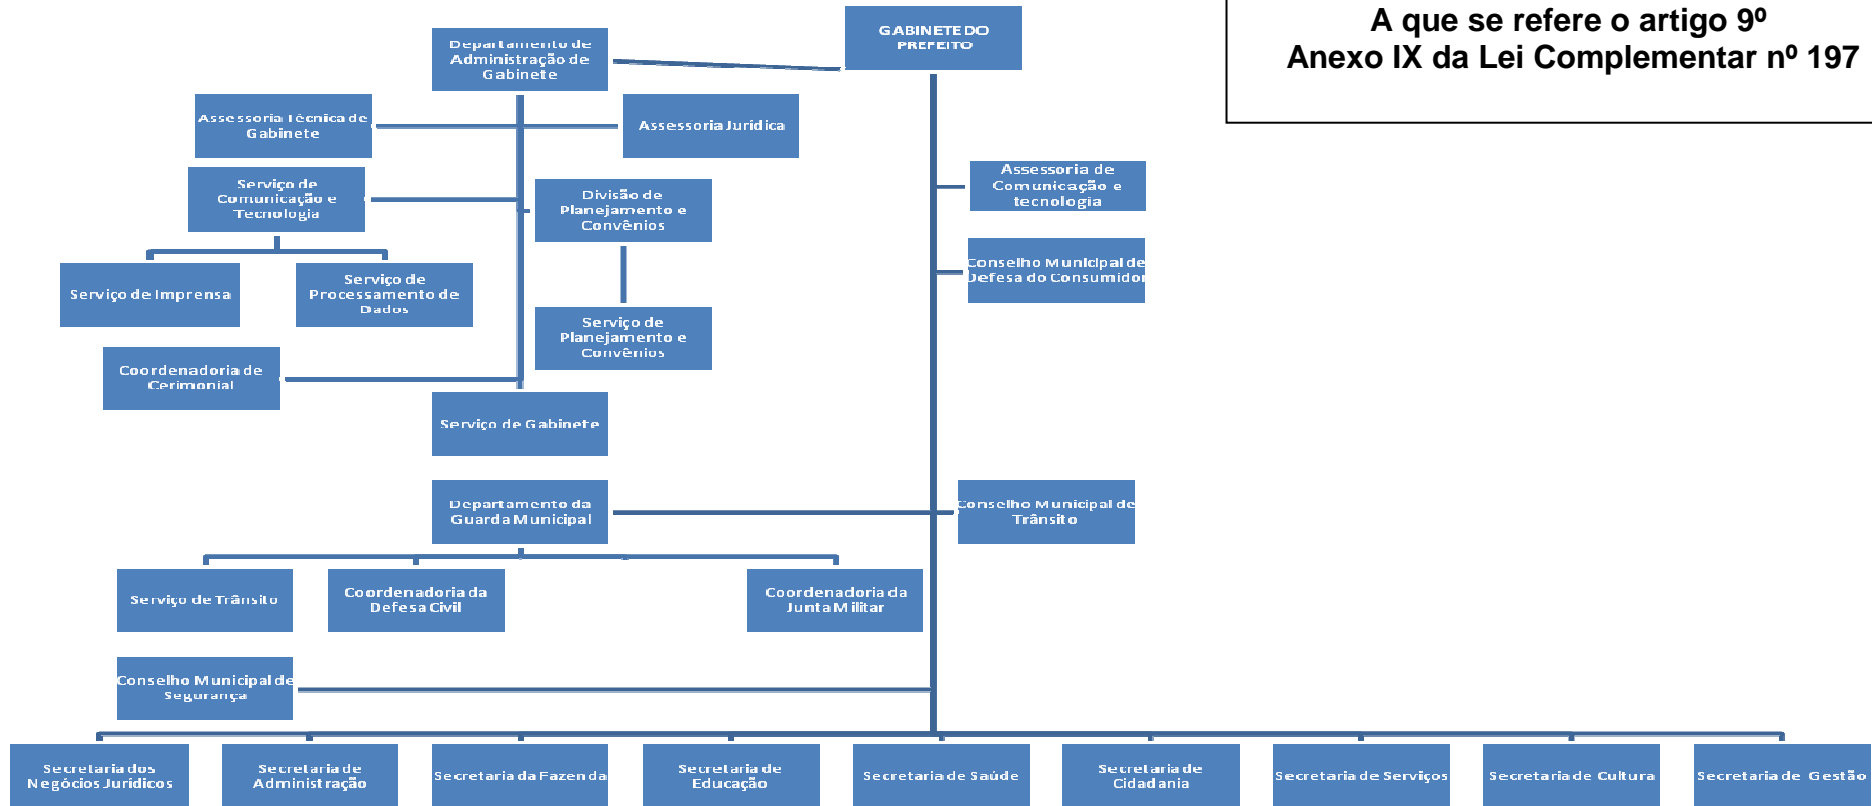 A que se refere o artigo 9º
Anexo IX da Lei Complementar nº 197
GABINETE DO
PREFEITO
Departamento de
Administração de
Gabinete
Assessoria Técnica de
Gabinete
Assessoria Jurídica
Serviço de
Comunicação e
Tecnologia
Divisão de
Planejamento e
Convênios
Assessoria de
Comunicação e
tecnologia
Serviço de Imprensa
Serviço de
Processamento de
Dados
Conselho Municipal de
Defesa do Consumidor
Serviço de
Planejamento e
Convênios
Coordenadoria de
Cerimonial
Serviço de Gabinete
Departamento da
Guarda Municipal
Conselho Municipal de
Trânsito
Serviço de Trânsito
Coordenadoria da
Defesa Civil
Coordenadoria da
Junta Militar
Conselho Municipal de
Segurança
Secretaria dos
Negócios Jurídicos
Secretaria de
Administração
Secretaria da Fazenda
Secretaria de
Educação
Secretaria de Saúde
Secretaria de
Cidadania
Secretaria de Serviços
Secretaria de Cultura
Secretaria de Gestão